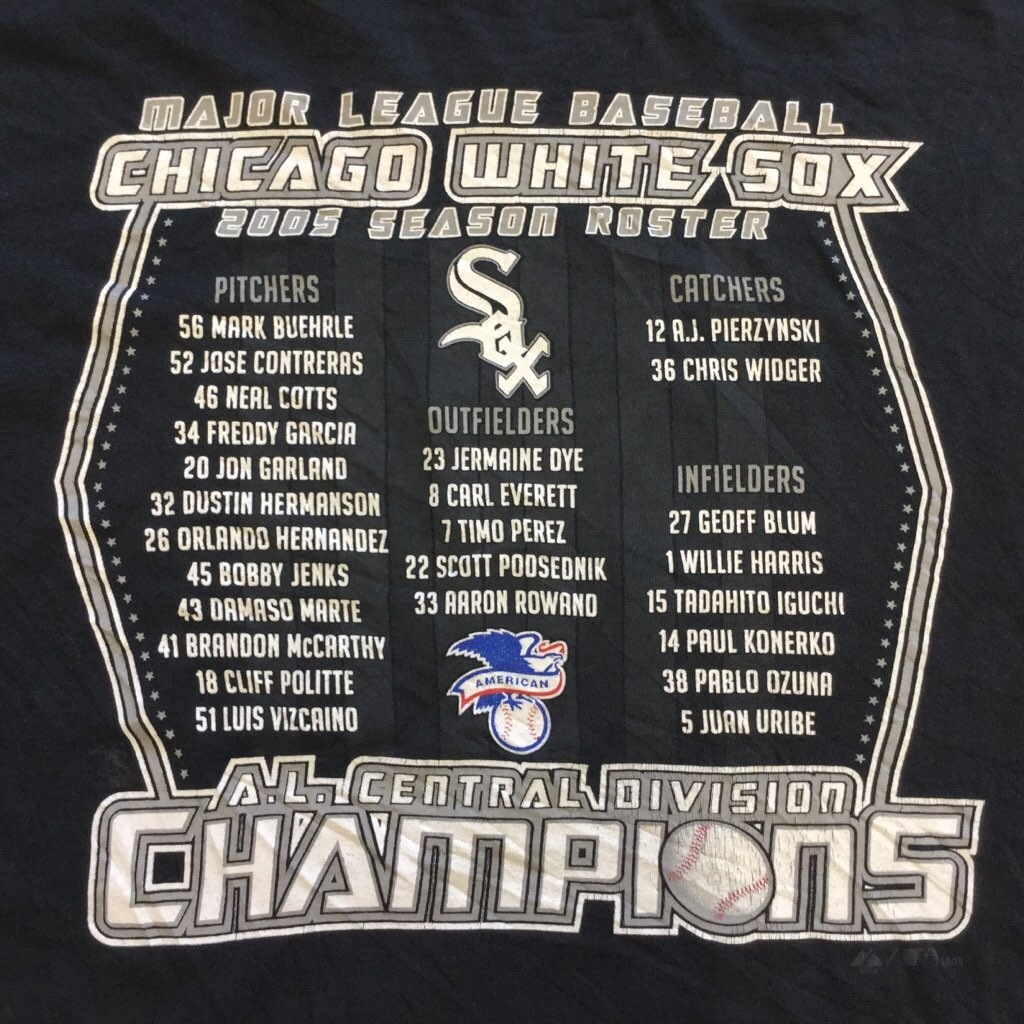 MAJOR LEAGUE BASEBALL
CHICAGO WHITE SOX
2005 SEASON ROSTER
PITCHERS
56 MARK BUEHRLE
52 JOSE CONTRERAS
46 NEAL COTTS
34 FREDDY GARCIA
20 JON GARLAND
32 DUSTIN HERMANSON
26 ORLANDO HERNANDEZ
45 BOBBY JENKS
43 DAMASO MARTE
41 BRANDON McCARTHY
18 CLIFF POLITTE
51 LUIS VIZCAINO
Sox
OUTFIELDERS
23 JERMAINE DYE
8 CARL EVERETT
7 TIMO PEREZ
22 SCOTT PODSEDNIK
33 AARON ROWAND
AMERICAN
CATCHERS
12 A.J. PIERZYNSKI
36 CHRIS WIDGER
INFIELDERS
27 GEOFF BLUM
1 WILLIE HARRIS
15 TADAHITO IGUCHI
14 PAUL KONERKO
38 PABLO OZUNA
5 JUAN URIBE
A.L. CENTRAL DIVISION
CHAMPIONS